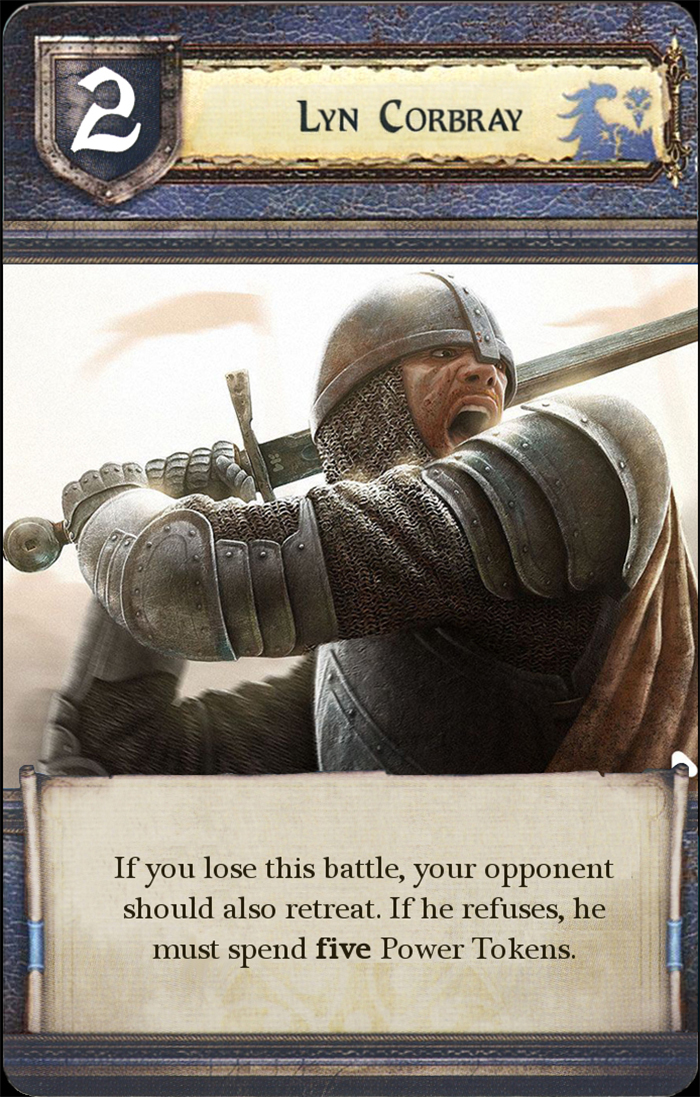 2
Lyn Corbray
If you lose this battle, your opponent
should also retreat. If he refuses, he
must spend five Power Tokens.